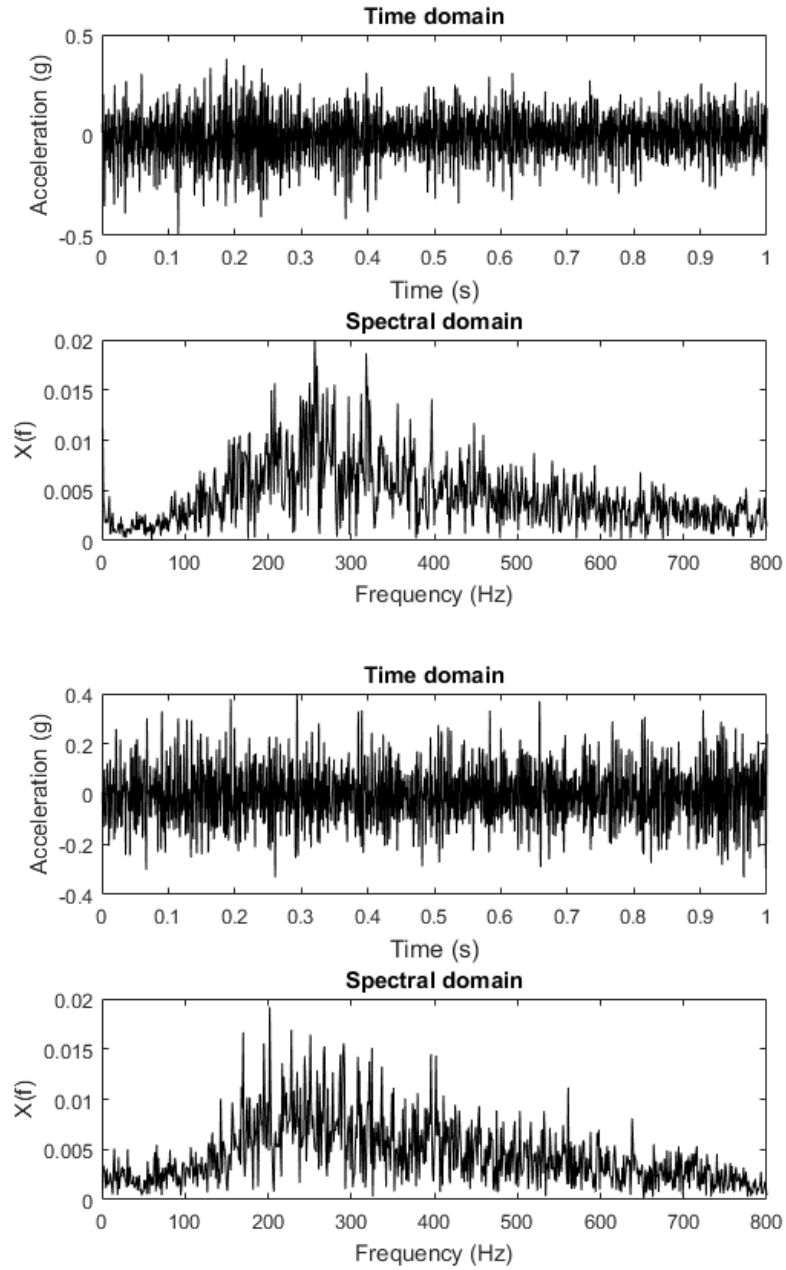 Time domain
0.5
0
-0.5
Acceleration (g)
0 0.1 0.2 0.3 0.4 0.5 0.6 0.7 0.8 0.9 1
Time (s)
Spectral domain
0.02
0.015
0.01
0.005
0
X(f)
0 100 200 300 400 500 600 700 800
Frequency (Hz)
Time domain
0.4
0.2
0
-0.2
-0.4
Acceleration (g)
0 0.1 0.2 0.3 0.4 0.5 0.6 0.7 0.8 0.9 1
Time (s)
Spectral domain
0.02
0.015
0.01
0.005
0
X(f)
0 100 200 300 400 500 600 700 800
Frequency (Hz)